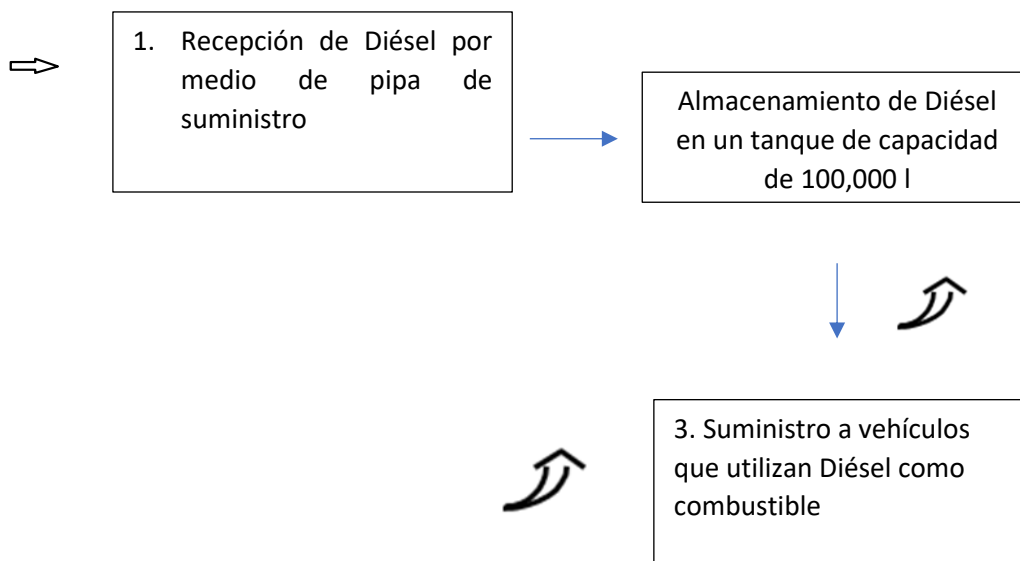 1. Recepción de Diésel por
medio de pipa de
suministro
Almacenamiento de Diésel
en un tanque de capacidad
de 100,000 l
3. Suministro a vehículos
que utilizan Diésel como
combustible